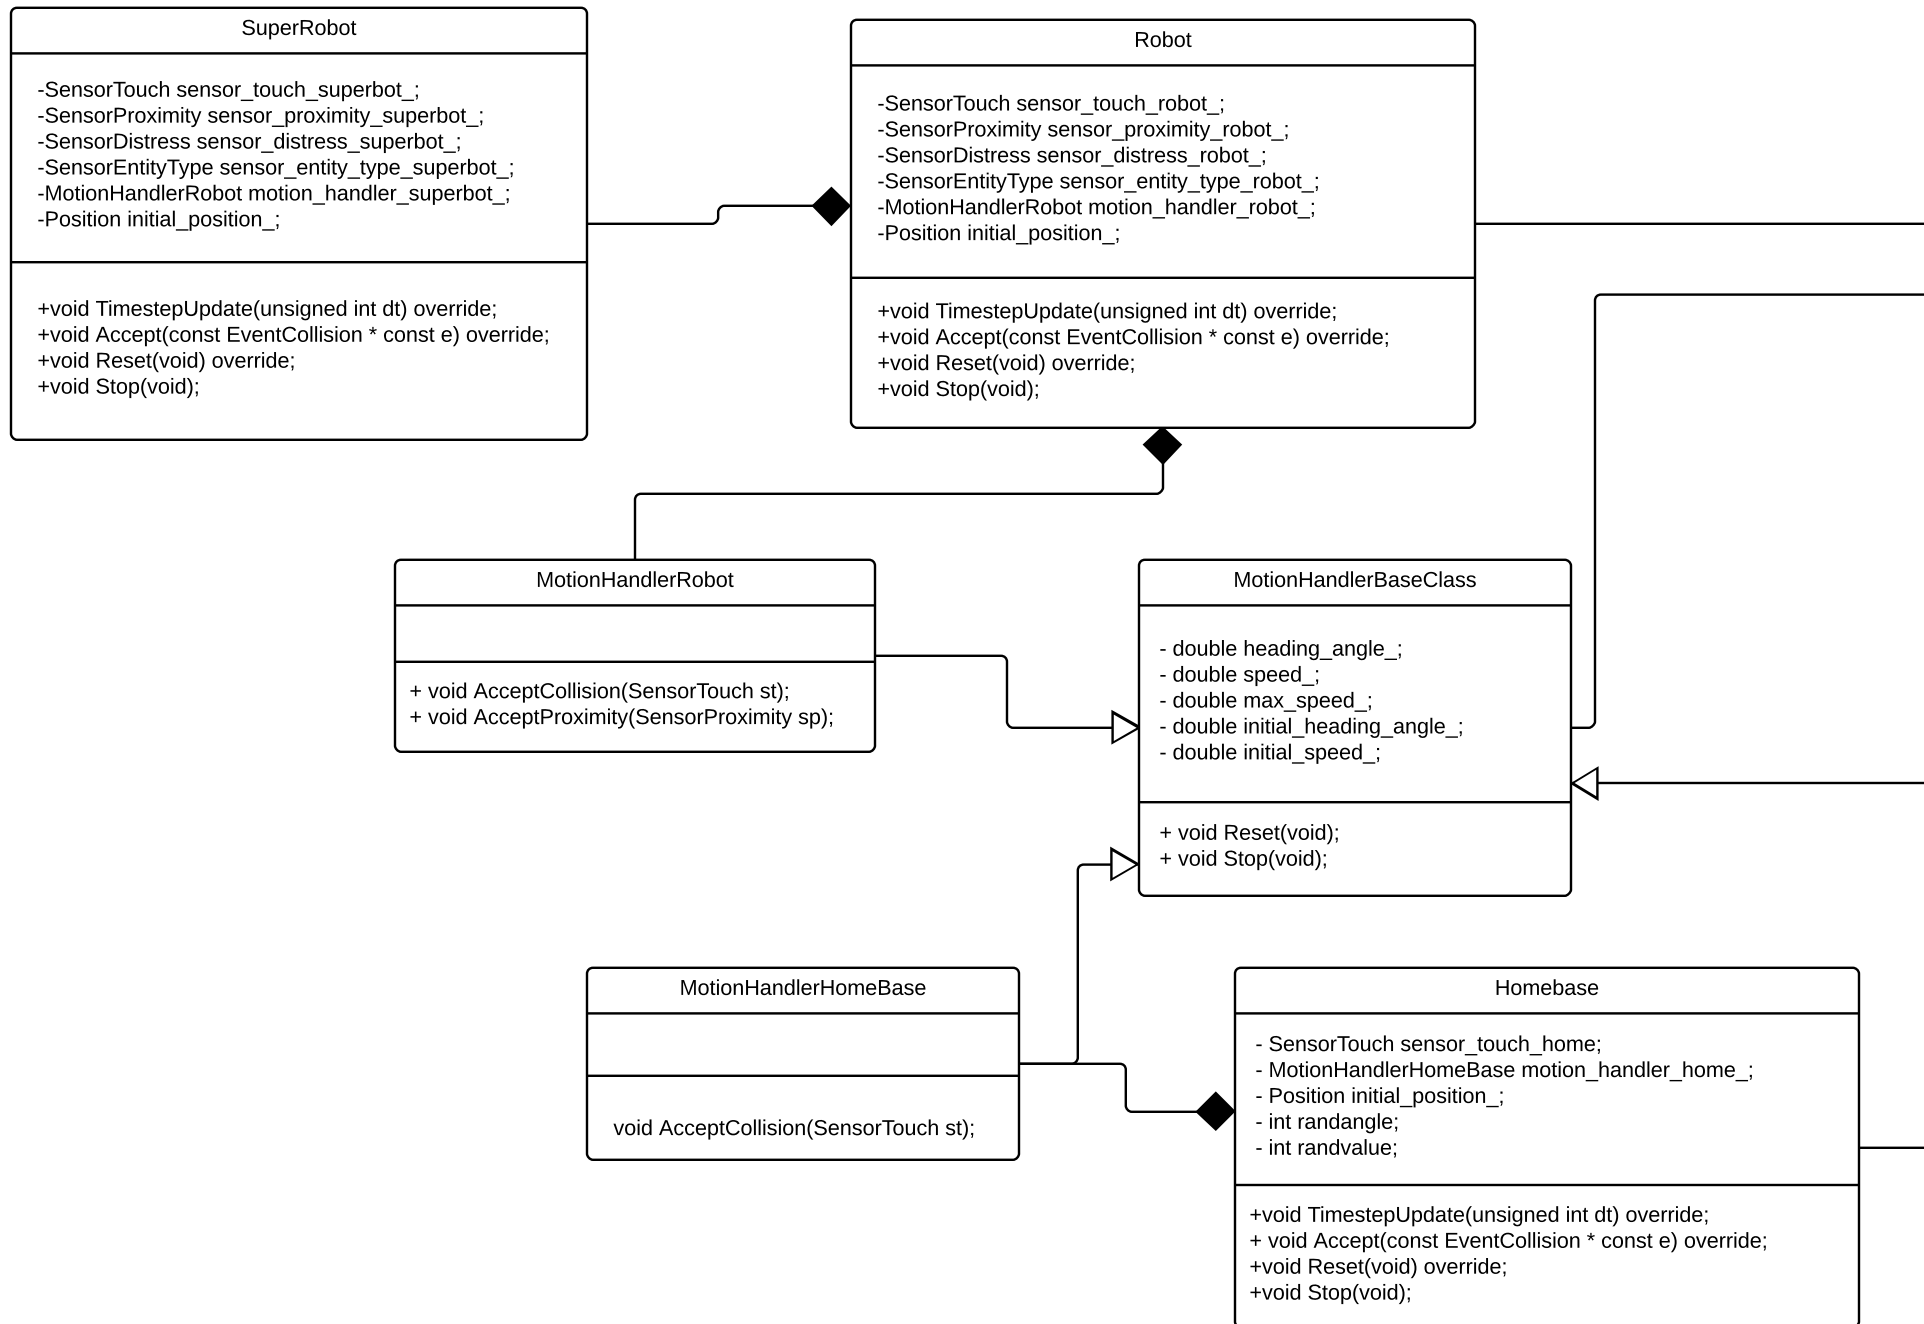 SuperRobot
-SensorTouch sensor_touch_superbot_;
-SensorProximity sensor_proximity_superbot_;
-SensorDistress sensor_distress_superbot_;
-SensorEntityType sensor_entity_type_superbot_;
-MotionHandlerRobot motion_handler_superbot_;
-Position initial_position_;
+void TimestepUpdate(unsigned int dt) override;
+void Accept(const EventCollision * const e) override;
+void Reset(void) override;
+void Stop(void);
Robot
-SensorTouch sensor_touch_robot_;
-SensorProximity sensor_proximity_robot_;
-SensorDistress sensor_distress_robot_;
-SensorEntityType sensor_entity_type_robot_;
-MotionHandlerRobot motion_handler_robot_;
-Position initial_position_;
+void TimestepUpdate(unsigned int dt) override;
+void Accept(const EventCollision * const e) override;
+void Reset(void) override;
+void Stop(void);
MotionHandlerRobot
+ void AcceptCollision(SensorTouch st);
+ void AcceptProximity(SensorProximity sp);
MotionHandlerBaseClass
- double heading_angle_;
- double speed_;
- double max_speed_;
- double initial_heading_angle_;
- double initial_speed_;
+ void Reset(void);
+ void Stop(void);
MotionHandlerHomeBase
void AcceptCollision(SensorTouch st);
Homebase
- SensorTouch sensor_touch_home;
- MotionHandlerHomeBase motion_handler_home_;
- Position initial_position_;
- int randangle;
- int randvalue;
+void TimestepUpdate(unsigned int dt) override;
+ void Accept(const EventCollision * const e) override;
+void Reset(void) override;
+void Stop(void);